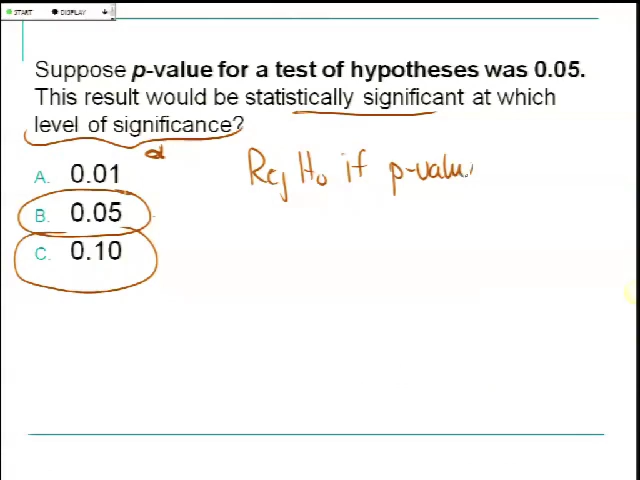 START DISPLAY
Suppose p-value for a test of hypotheses was 0.05.
This result would be statistically significant at which
level of significance?
α
A. 0.01
Rej H₀ if p-valu
B. 0.05
C. 0.10